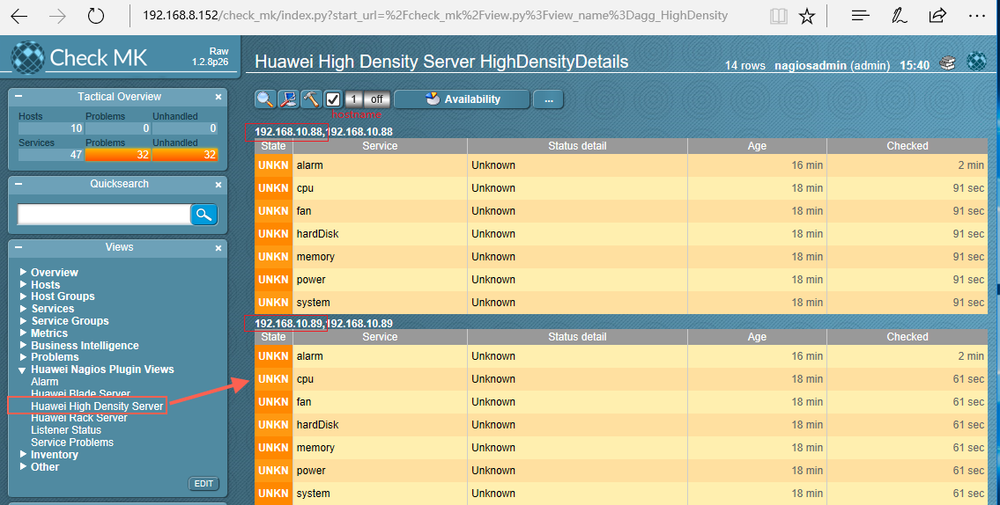 192.168.8.152/check_mk/index.py?start_url=%2Fcheck_mk%2Fview.py%3Fview_name%3Dagg_HighDensity
Check MK
Raw
1.2.8p26
Huawei High Density Server HighDensityDetails
14 rows nagiosadmin (admin) 15:40
Tactical Overview
Hosts Problems Unhandled
10 0 0
Services Problems Unhandled
47 32 32
Quicksearch
Views
Overview
Hosts
Host Groups
Services
Service Groups
Metrics
Business Intelligence
Problems
Huawei Nagios Plugin Views
Alarm
Huawei Blade Server
Huawei High Density Server
Huawei Rack Server
Listener Status
Service Problems
Inventory
Other
EDIT
1 off Availability ...
hostname
192.168.10.88,192.168.10.88
State Service Status detail Age Checked
UNKN alarm Unknown 16 min 2 min
UNKN cpu Unknown 18 min 91 sec
UNKN fan Unknown 18 min 91 sec
UNKN hardDisk Unknown 18 min 91 sec
UNKN memory Unknown 18 min 91 sec
UNKN power Unknown 18 min 91 sec
UNKN system Unknown 18 min 91 sec
192.168.10.89,192.168.10.89
State Service Status detail Age Checked
UNKN alarm Unknown 16 min 2 min
UNKN cpu Unknown 18 min 61 sec
UNKN fan Unknown 18 min 61 sec
UNKN hardDisk Unknown 18 min 61 sec
UNKN memory Unknown 18 min 61 sec
UNKN power Unknown 18 min 61 sec
UNKN system Unknown 18 min 61 sec